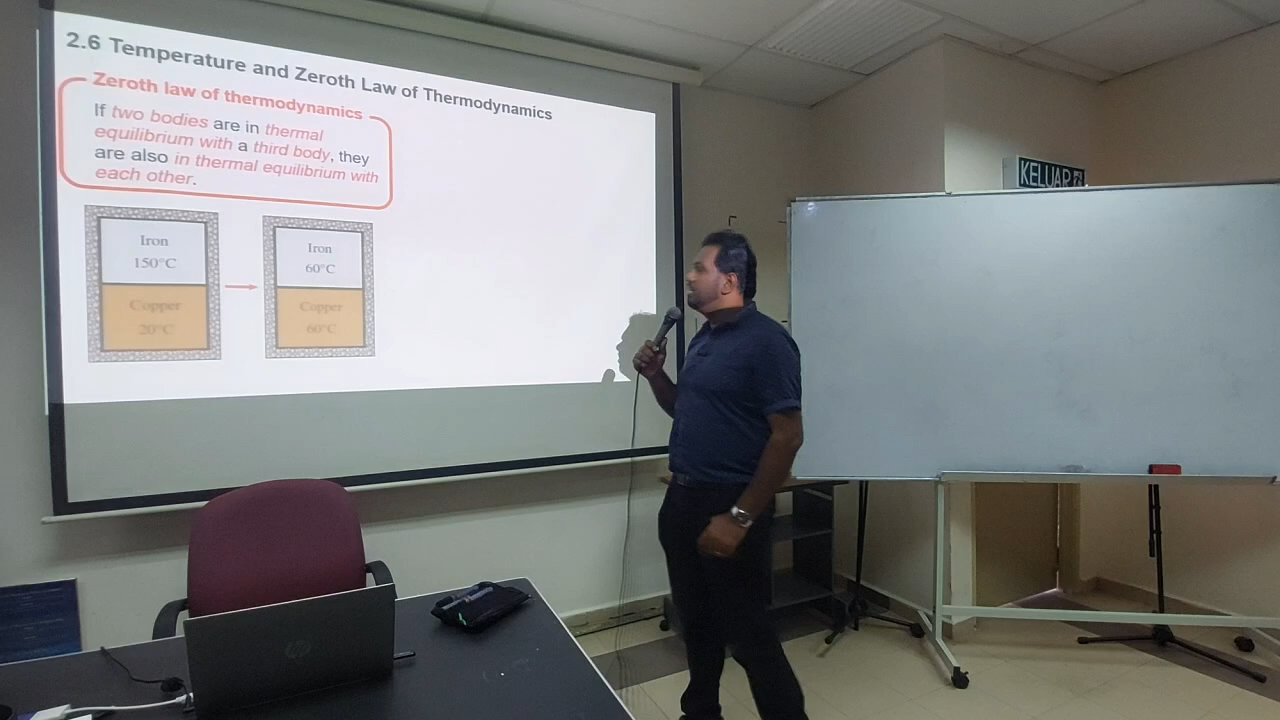 2.6 Temperature and Zeroth Law of Thermodynamics
Zeroth law of thermodynamics
If two bodies are in thermal
equilibrium with a third body, they
are also in thermal equilibrium with
each other.
Iron
150°C
Copper
20°C
Iron
60°C
Copper
60°C
KELUAR
hp